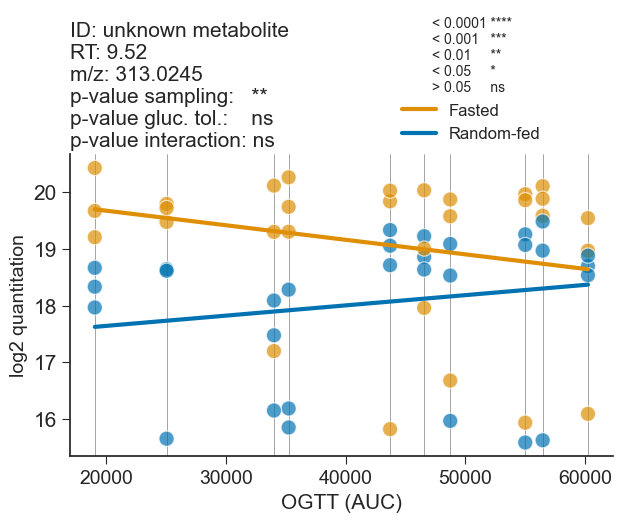 ID: unknown metabolite
RT: 9.52
m/z: 313.0245
p-value sampling: **
p-value gluc. tol.: ns
p-value interaction: ns
< 0.0001 ****
< 0.001 ***
< 0.01 **
< 0.05 *
> 0.05 ns
Fasted
Random-fed
log2 quantitation
20
19
18
17
16
20000 30000 40000 50000 60000
OGTT (AUC)